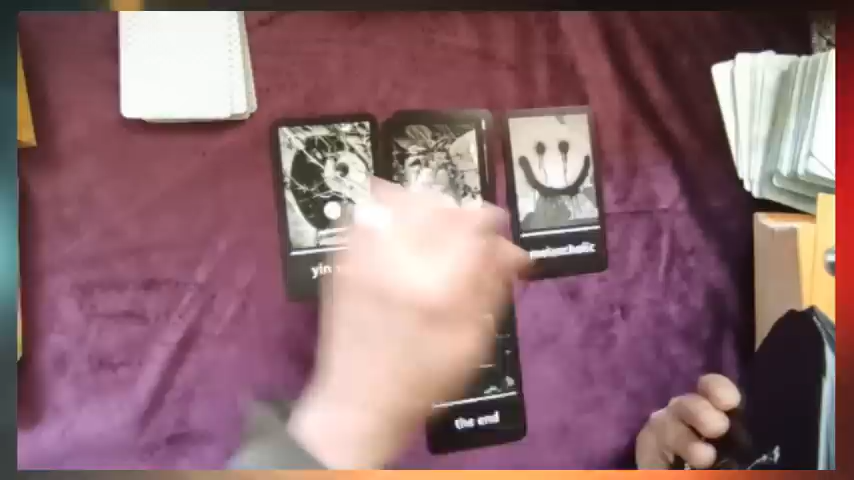 yin
melancholic
the end